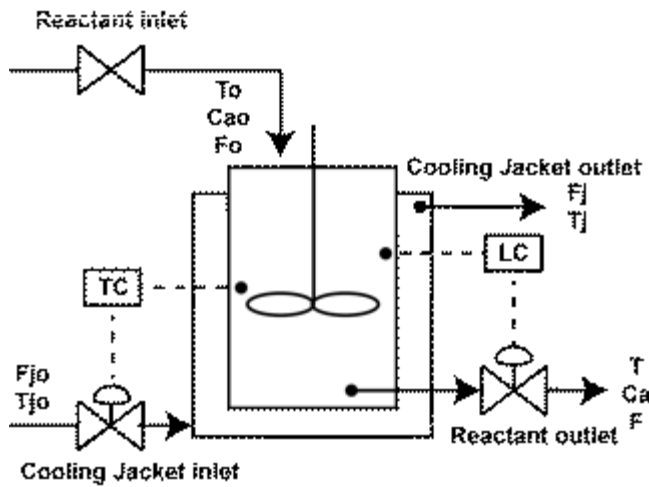 Reactant inlet
To
Cao
Fo
Cooling Jacket outlet
Fj
Tj
LC
TC
Fjo
Tjo
T
Ca
F
Reactant outlet
Cooling Jacket inlet